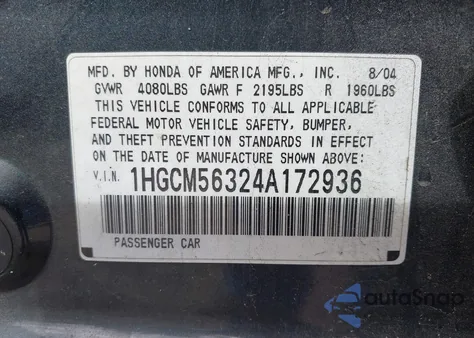 MFD. BY HONDA OF AMERICA MFG., INC. 8/04
GVWR 4080LBS GAWR F 2195LBS R 1960LBS
THIS VEHICLE CONFORMS TO ALL APPLICABLE
FEDERAL MOTOR VEHICLE SAFETY, BUMPER,
AND THEFT PREVENTION STANDARDS IN EFFECT
ON THE DATE OF MANUFACTURE SHOWN ABOVE:
V.I.N. 1HGCM56324A172936
PASSENGER CAR
autoSnap